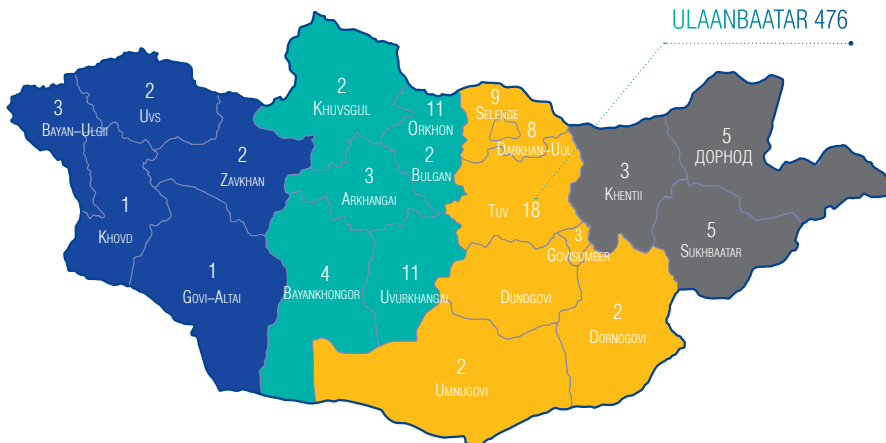 ULAANBAATAR 476
3
BAYAN–ULGII
2
UVS
2
KHUVSGUL
11
ORKHON
9
SELENGE
8
DARKHAN–UUL
5
ДОРНОД
2
ZAVKHAN
3
ARKHANGAI
2
BULGAN
3
KHENTII
1
KHOVD
TUV 18
3
GOVISUMBER
5
SUKHBAATAR
1
GOVI–ALTAI
4
BAYANKHONGOR
11
UVURKHANGAI
DUNDGOVI
2
DORNOGOVI
2
UMNUGOVI